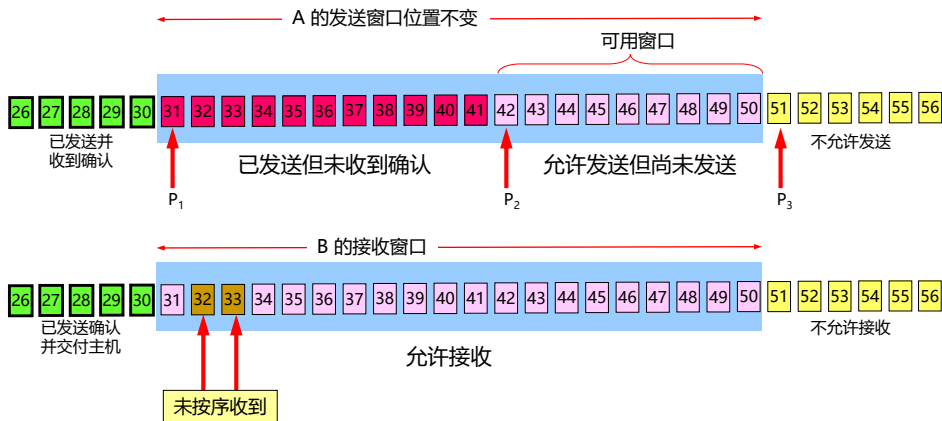 A 的发送窗口位置不变
可用窗口
26 27 28 29 30 31 32 33 34 35 36 37 38 39 40 41 42 43 44 45 46 47 48 49 50 51 52 53 54 55 56
已发送并
收到确认
已发送但未收到确认
允许发送但尚未发送
不允许发送
P1
P2
P3
B 的接收窗口
26 27 28 29 30 31 32 33 34 35 36 37 38 39 40 41 42 43 44 45 46 47 48 49 50 51 52 53 54 55 56
已发送确认
并交付主机
允许接收
不允许接收
未按序收到